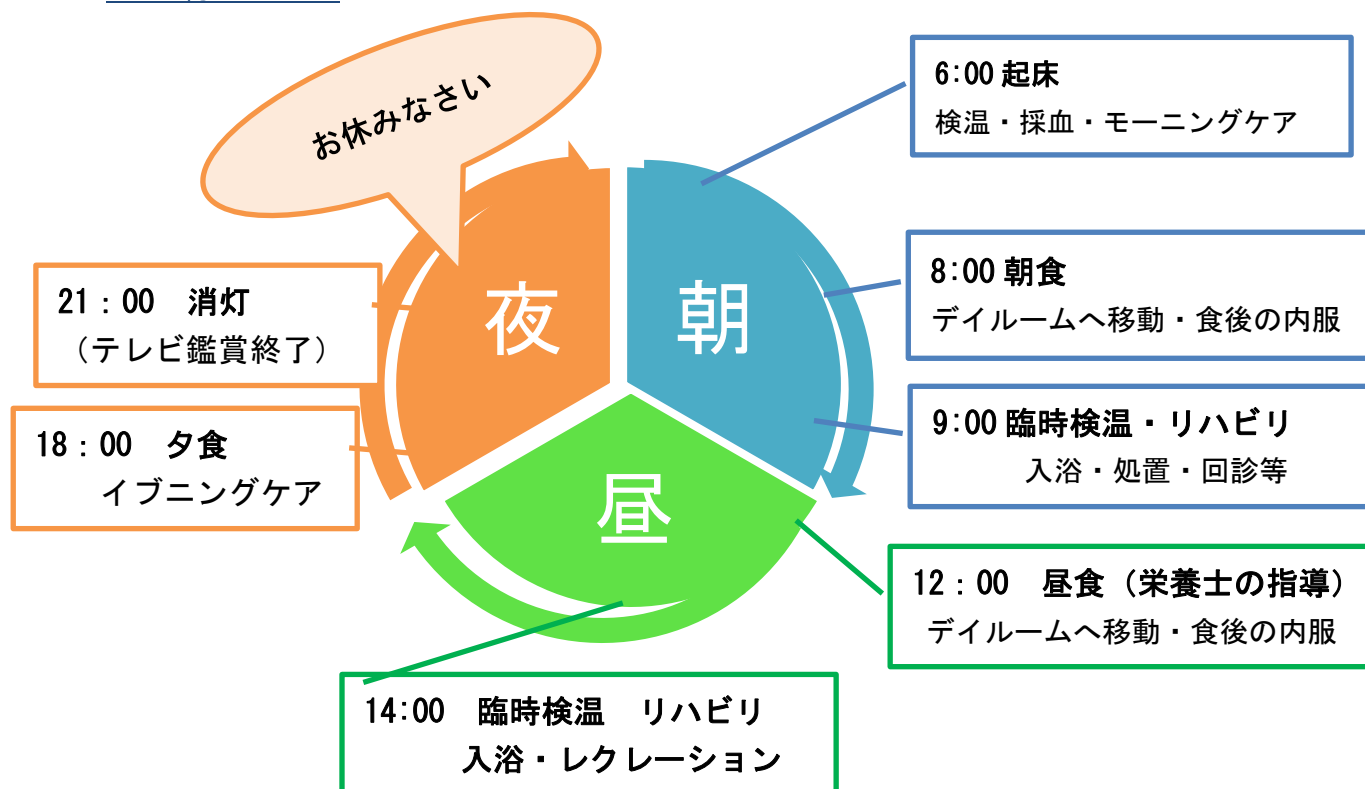 お休みなさい
6:00 起床
検温・採血・モーニングケア
8:00 朝食
デイルームへ移動・食後の内服
9:00 臨時検温・リハビリ
入浴・処置・回診等
12：00　昼食（栄養士の指導）
デイルームへ移動・食後の内服
14:00　臨時検温　リハビリ
入浴・レクレーション
18：00　夕食
イブニングケア
21：00　消灯
（テレビ鑑賞終了）
夜
朝
昼